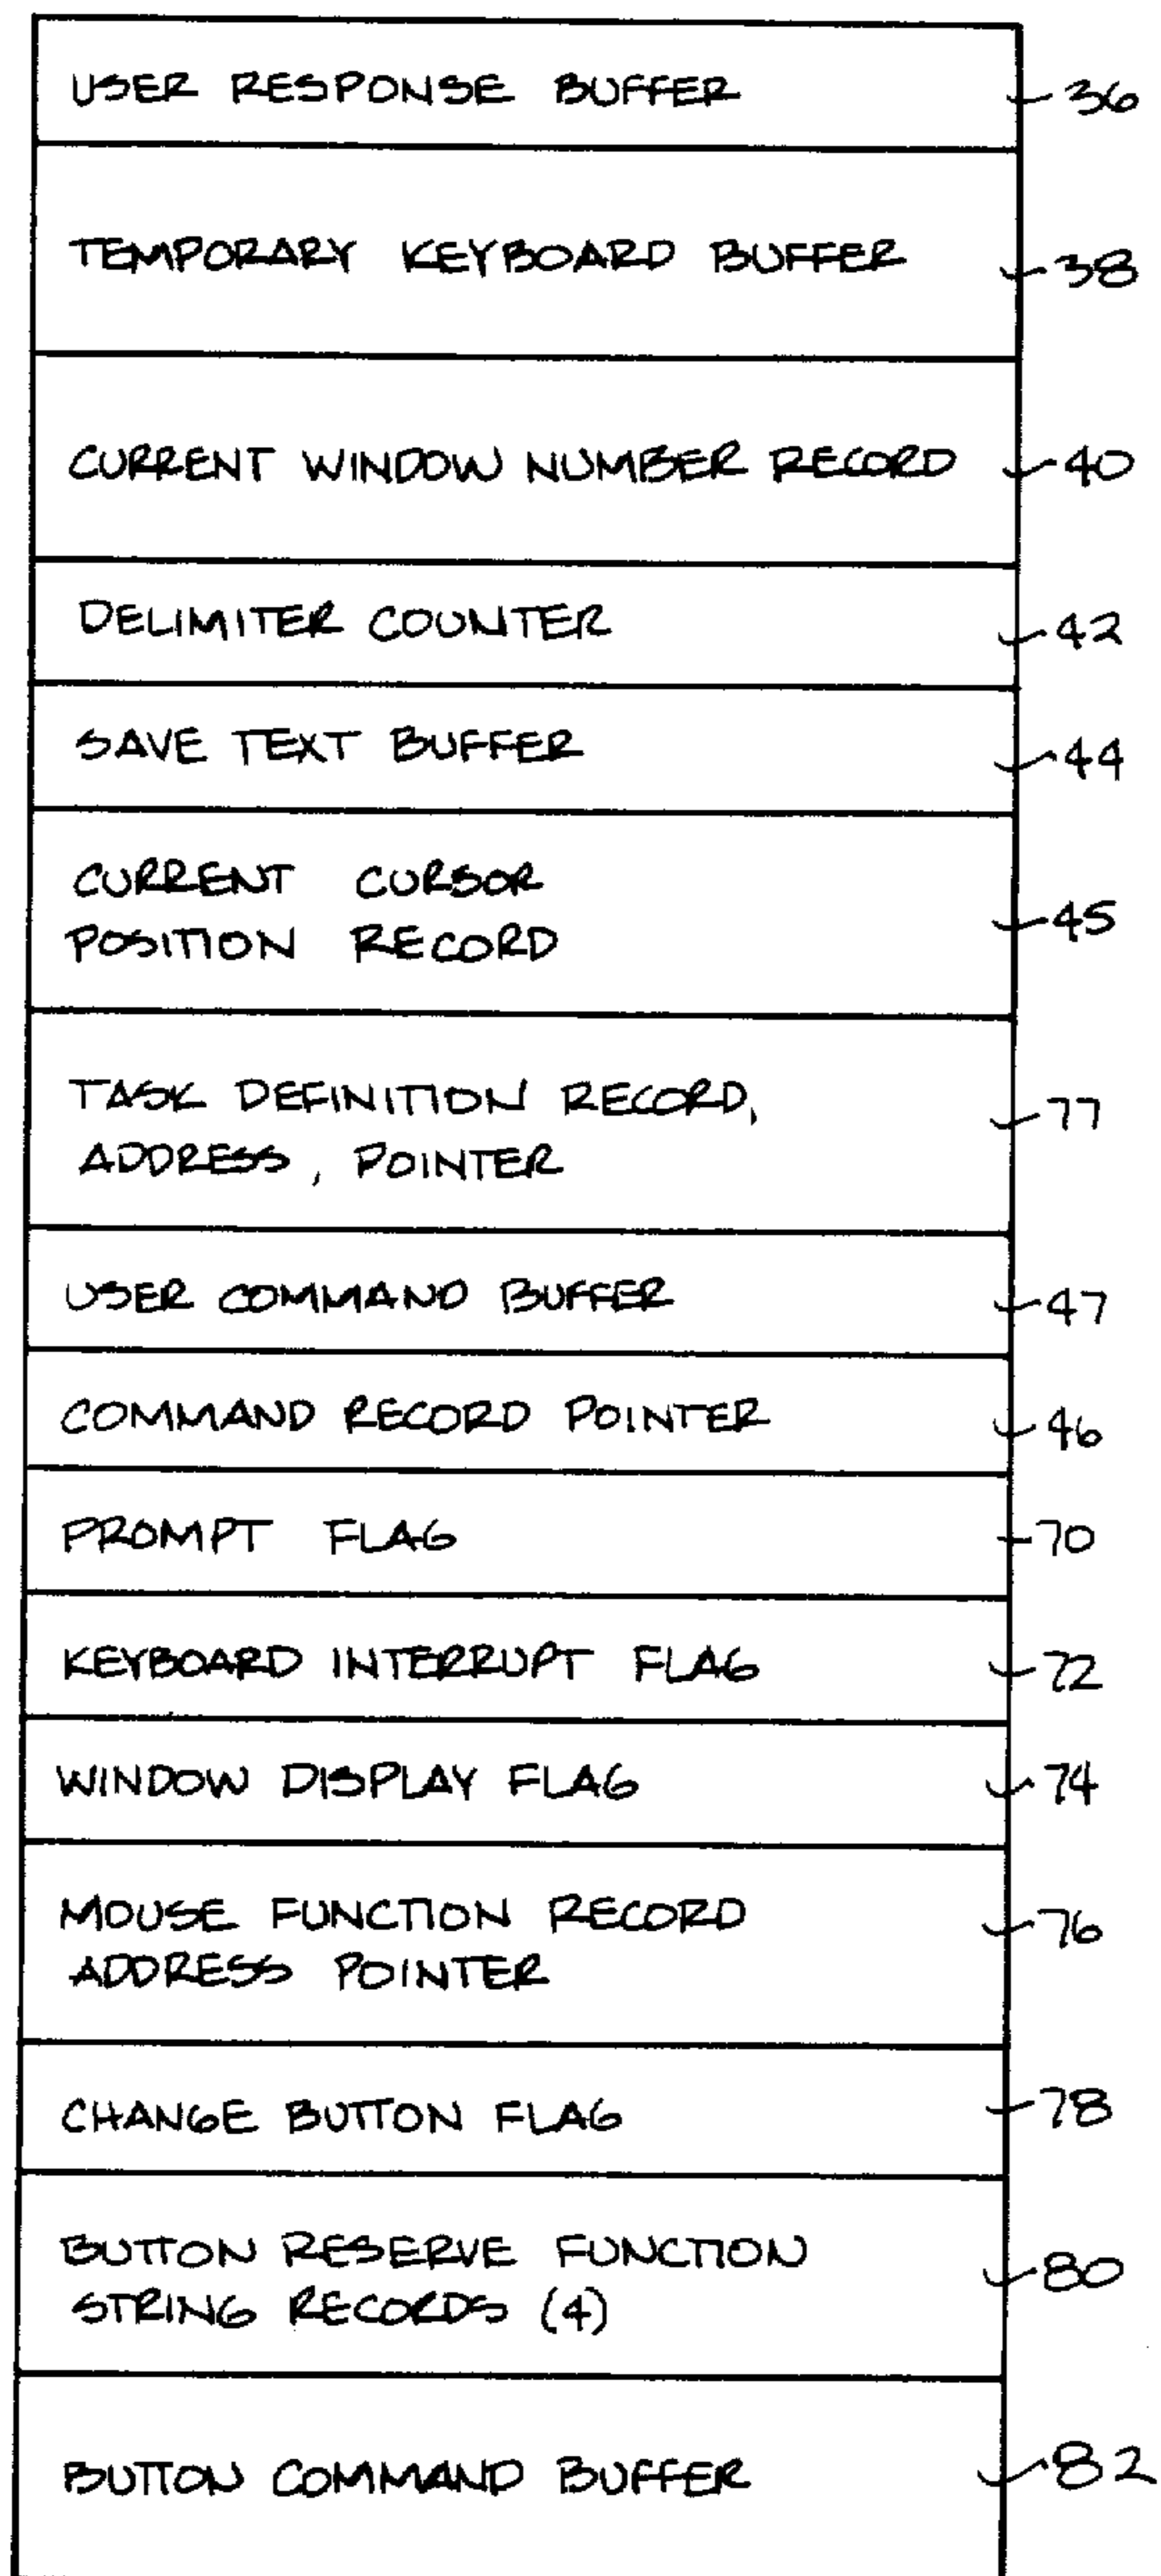 USER RESPONSE BUFFER 36
TEMPORARY KEYBOARD BUFFER 38
CURRENT WINDOW NUMBER RECORD 40
DELIMITER COUNTER 42
SAVE TEXT BUFFER 44
CURRENT CURSOR
POSITION RECORD 45
TASK DEFINITION RECORD, 77
ADDRESS, POINTER
USER COMMAND BUFFER 47
COMMAND RECORD POINTER 46
PROMPT FLAG 70
KEYBOARD INTERRUPT FLAG 72
WINDOW DISPLAY FLAG 74
MOUSE FUNCTION RECORD 76
ADDRESS POINTER
CHANGE BUTTON FLAG 78
BUTTON RESERVE FUNCTION 80
STRING RECORDS (4)
BUTTON COMMAND BUFFER 82